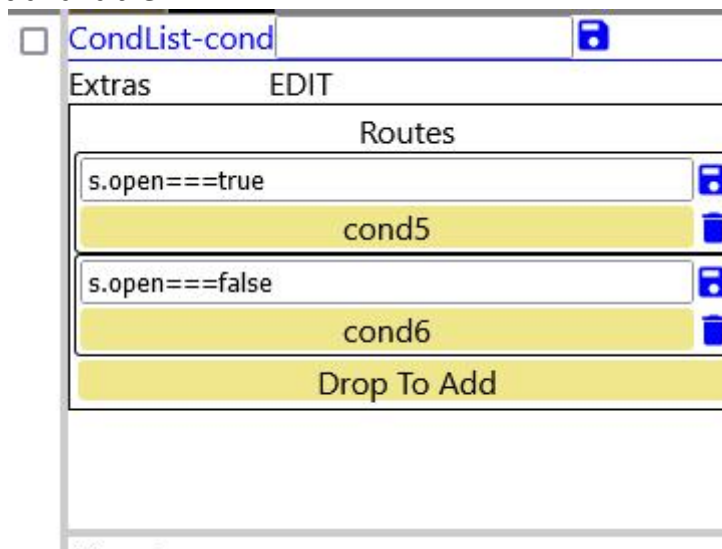 CondList-cond
Extras EDIT
Routes
s.open===true
cond5
s.open===false
cond6
Drop To Add